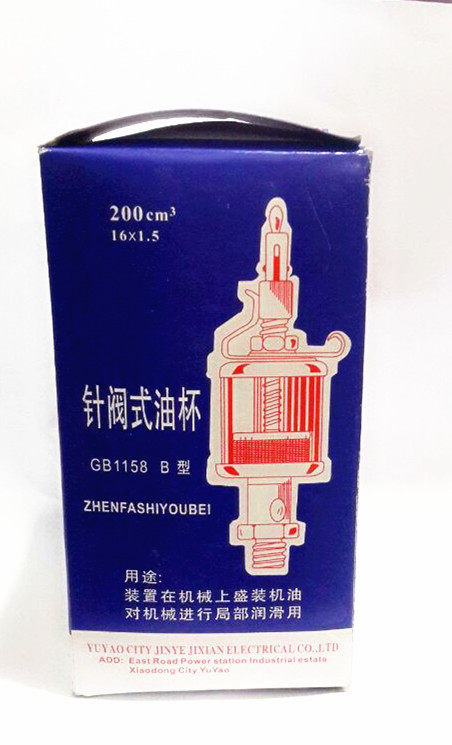 200cm³
16×1.5
针阀式油杯
GB1158 B 型
ZHENFASHIYOUBEI
用途:
装置在机械上盛装机油
对机械进行局部润滑用
YUYAO CITY JINYE JIXIAN ELECTRICAL CO.,LTD
ADD: East Road Power station Industrial estate
Xiaodong City YuYao